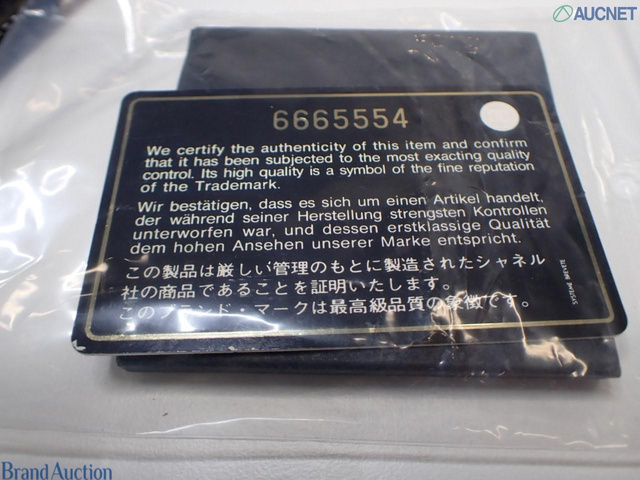 AUCNET
6665554
We certify the authenticity of this item and confirm
that it has been subjected to the most exacting quality
control. Its high quality is a symbol of the fine reputation
of the Trademark.
Wir bestätigen, dass es sich um einen Artikel handelt,
der während seiner Herstellung strengsten Kontrollen
unterworfen war, und dessen erstklassige Qualität
dem hohen Ansehen unserer Marke entspricht.
この製品は厳しい管理のもとに製造されたシャネル
社の商品であることを証明いたします。
このブランド・マークは最高級品質の象徴です。
SYSTEME BREVETE
Brand Auction